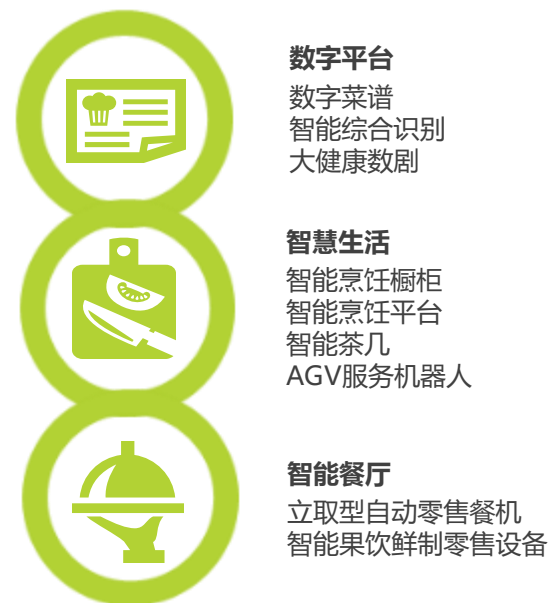 数字平台
数字菜谱
智能综合识别
大健康数剧
智慧生活
智能烹饪橱柜
智能烹饪平台
智能茶几
AGV服务机器人
智能餐厅
立取型自动零售餐机
智能果饮鲜制零售设备